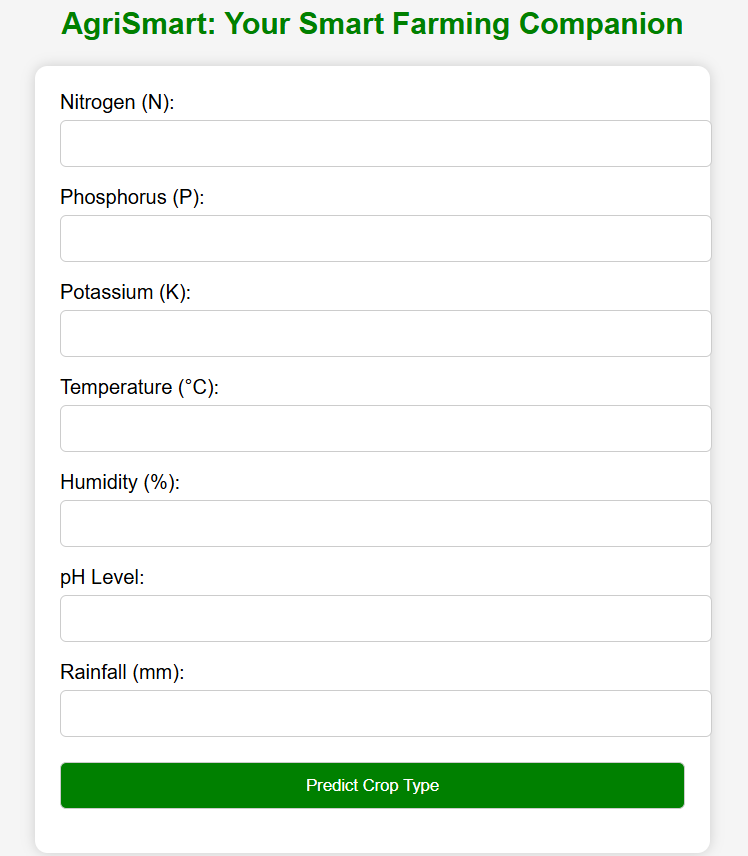 AgriSmart: Your Smart Farming Companion
Nitrogen (N):
Phosphorus (P):
Potassium (K):
Temperature (°C):
Humidity (%):
pH Level:
Rainfall (mm):
Predict Crop Type